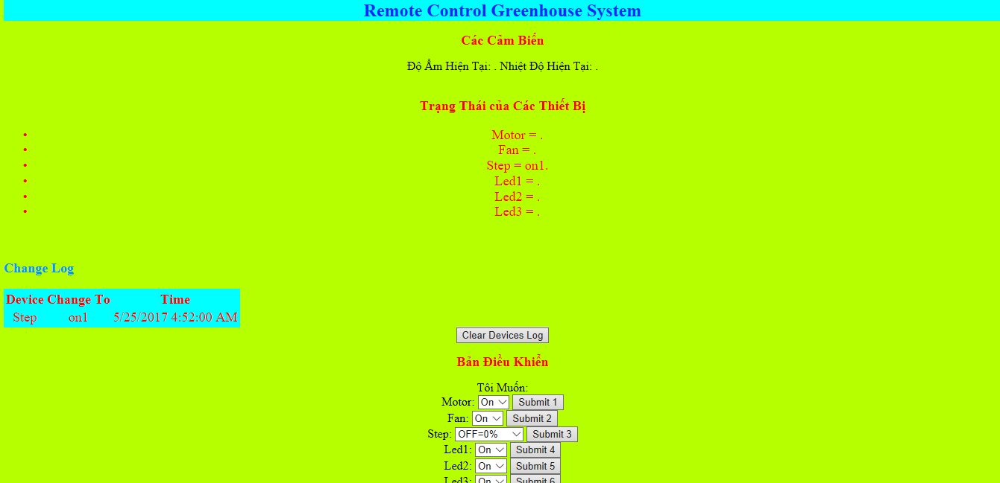 Remote Control Greenhouse System
Các Cảm Biến
Độ Ẩm Hiện Tại: . Nhiệt Độ Hiện Tại: .
Trạng Thái của Các Thiết Bị
• Motor = .
• Fan = .
• Step = on1.
• Led1 = .
• Led2 = .
• Led3 = .
Change Log
Device Change To Time
Step on1 5/25/2017 4:52:00 AM
Clear Devices Log
Bản Điều Khiển
Tôi Muốn:
Motor: On Submit 1
Fan: On Submit 2
Step: OFF=0% Submit 3
Led1: On Submit 4
Led2: On Submit 5
Led3: On Submit 6